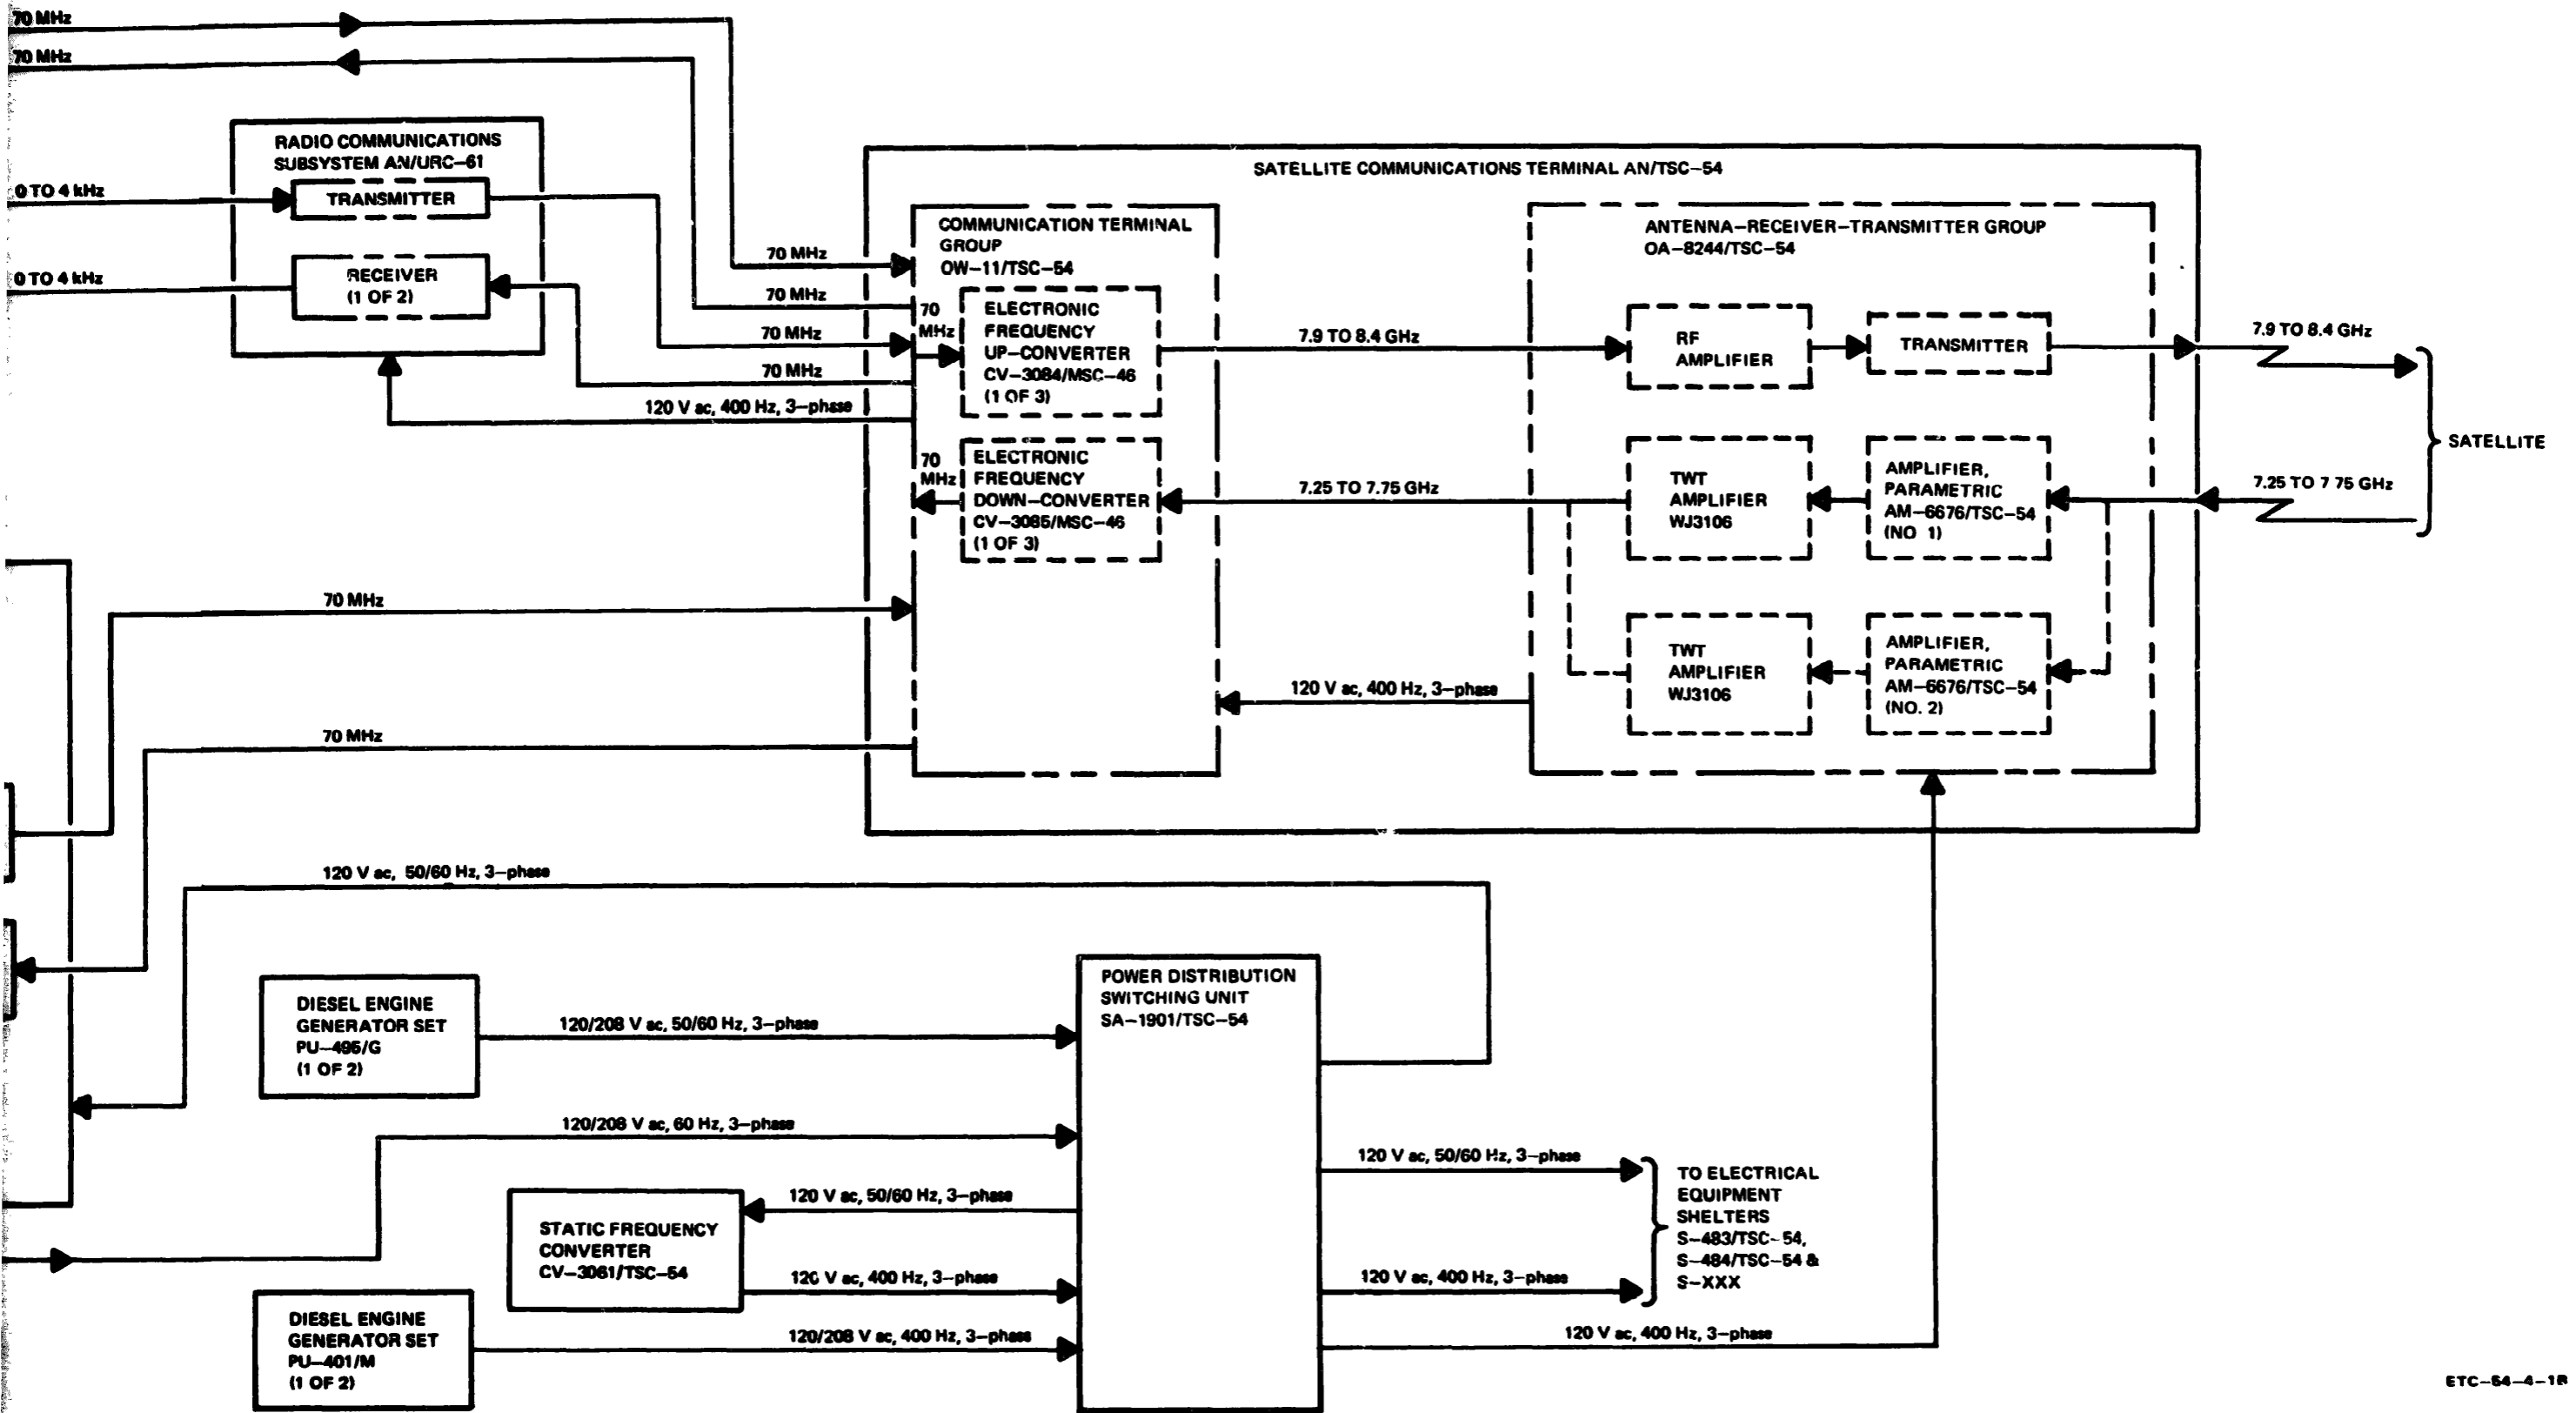 70 MHz
70 MHz
RADIO COMMUNICATIONS
SUBSYSTEM AN/URC-61
0 TO 4 kHz
TRANSMITTER
0 TO 4 kHz
RECEIVER
(1 OF 2)
SATELLITE COMMUNICATIONS TERMINAL AN/TSC-54
COMMUNICATION TERMINAL
GROUP
OW-11/TSC-54
70 MHz
70 MHz
70 MHz
70 MHz
120 V ac, 400 Hz, 3-phase
70
MHz
ELECTRONIC
FREQUENCY
UP-CONVERTER
CV-3084/MSC-46
(1 OF 3)
70
MHz
ELECTRONIC
FREQUENCY
DOWN-CONVERTER
CV-3085/MSC-46
(1 OF 3)
7.9 TO 8.4 GHz
7.25 TO 7.75 GHz
ANTENNA-RECEIVER-TRANSMITTER GROUP
OA-8244/TSC-54
RF
AMPLIFIER
TRANSMITTER
TWT
AMPLIFIER
WJ3106
AMPLIFIER,
PARAMETRIC
AM-6676/TSC-54
(NO 1)
TWT
AMPLIFIER
WJ3106
AMPLIFIER,
PARAMETRIC
AM-6676/TSC-54
(NO. 2)
7.9 TO 8.4 GHz
SATELLITE
7.25 TO 7 75 GHz
70 MHz
120 V ac, 400 Hz, 3-phase
70 MHz
120 V ac, 50/60 Hz, 3-phase
DIESEL ENGINE
GENERATOR SET
PU-495/G
(1 OF 2)
120/208 V ac, 50/60 Hz, 3-phase
POWER DISTRIBUTION
SWITCHING UNIT
SA-1901/TSC-54
120/208 V ac, 60 Hz, 3-phase
120 V ac, 50/60 Hz, 3-phase
STATIC FREQUENCY
CONVERTER
CV-3061/TSC-54
120 V ac, 400 Hz, 3-phase
DIESEL ENGINE
GENERATOR SET
PU-401/M
(1 OF 2)
120/208 V ac, 400 Hz, 3-phase
120 V ac, 50/60 Hz, 3-phase
120 V ac, 400 Hz, 3-phase
TO ELECTRICAL
EQUIPMENT
SHELTERS
S-483/TSC-54,
S-484/TSC-54 &
S-XXX
120 V ac, 400 Hz, 3-phase
ETC-54-4-1B